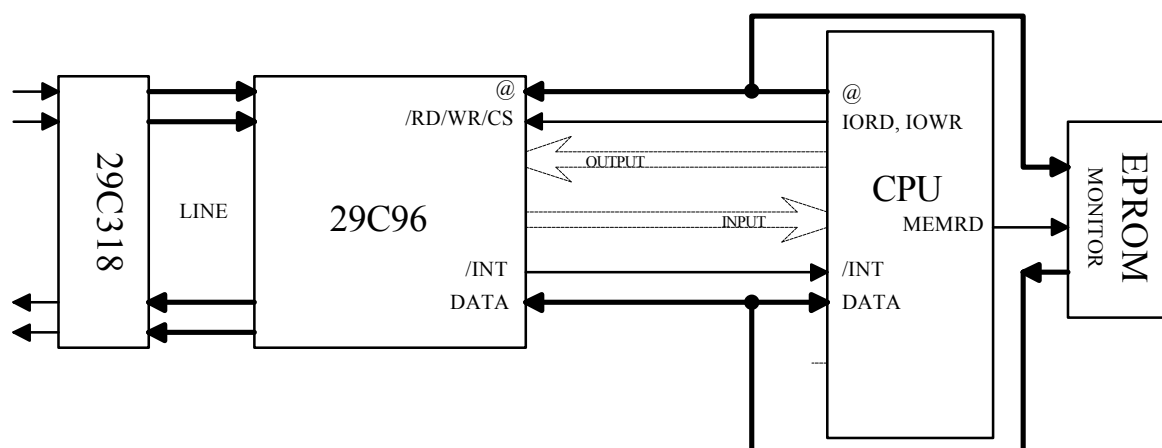 29C318
LINE
29C96
@
/RD/WR/CS
/INT
DATA
OUTPUT
INPUT
CPU
@
IORD, IOWR
MEMRD
/INT
DATA
EPROM
MONITOR